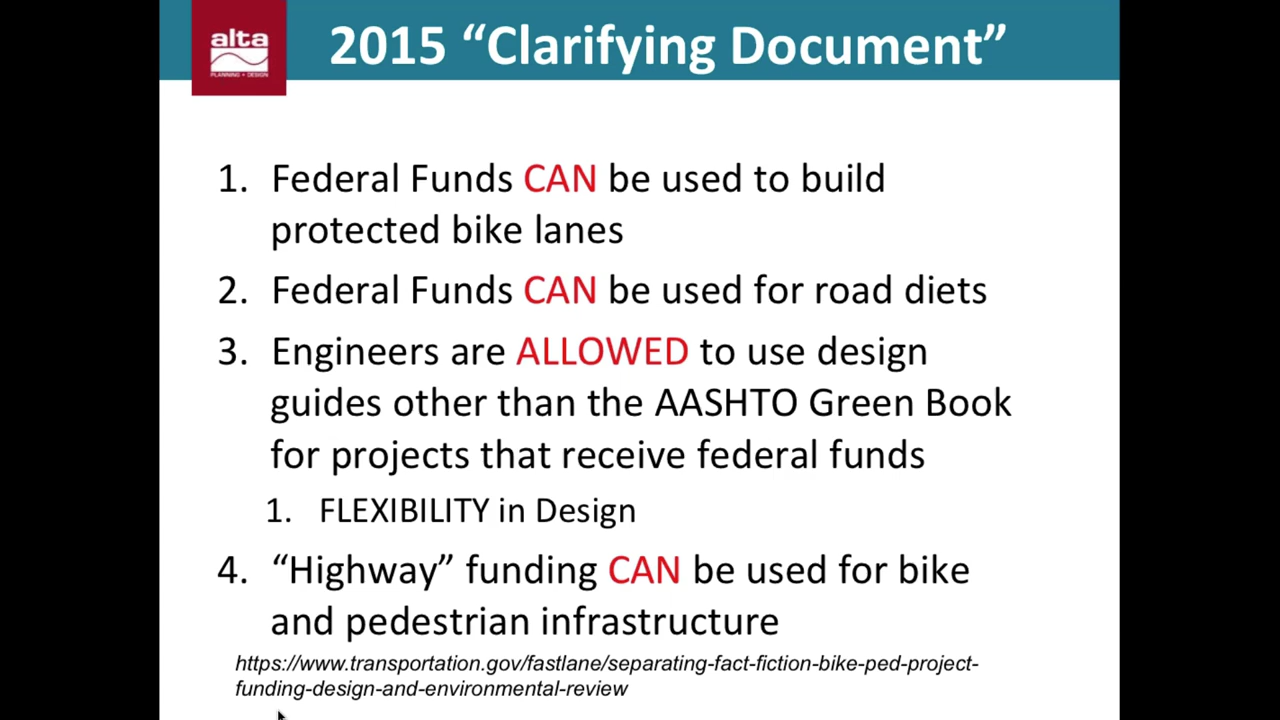 alta
PLANNING + DESIGN
2015 “Clarifying Document”
1. Federal Funds CAN be used to build
protected bike lanes
2. Federal Funds CAN be used for road diets
3. Engineers are ALLOWED to use design
guides other than the AASHTO Green Book
for projects that receive federal funds
1. FLEXIBILITY in Design
4. “Highway” funding CAN be used for bike
and pedestrian infrastructure
https://www.transportation.gov/fastlane/separating-fact-fiction-bike-ped-project-
funding-design-and-environmental-review